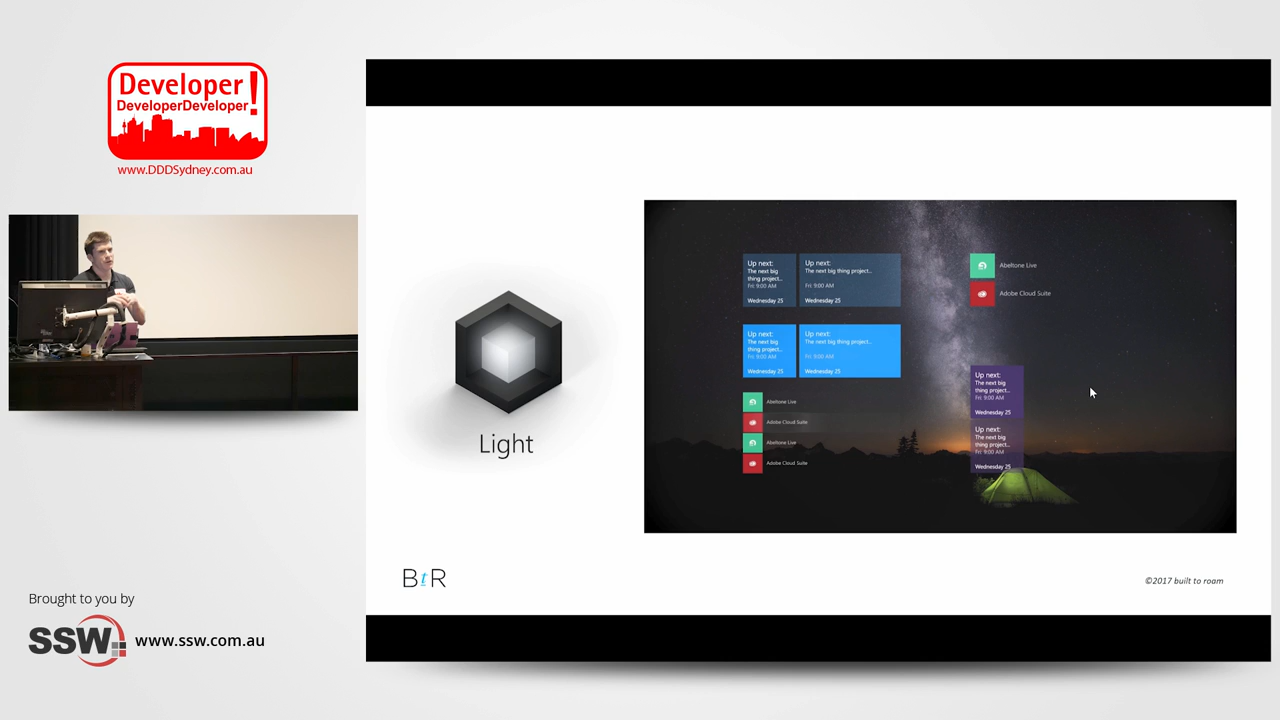 Developer!
DeveloperDeveloper
www.DDDSydney.com.au
Brought to you by
SSW
www.ssw.com.au
Light
Up next:
The next big
thing project...
Fri: 9:00 AM
Wednesday 25
Up next:
The next big thing project...
Fri: 9:00 AM
Wednesday 25
Up next:
The next big
thing project...
Fri: 9:00 AM
Wednesday 25
Up next:
The next big thing project...
Fri: 9:00 AM
Wednesday 25
Abeltone Live
Adobe Cloud Suite
Abeltone Live
Adobe Cloud Suite
Abeltone Live
Adobe Cloud Suite
Up next:
The next big
thing project...
Fri: 9:00 AM
Wednesday 25
Up next:
The next big
thing project...
Fri: 9:00 AM
Wednesday 25
BtR
©2017 built to roam